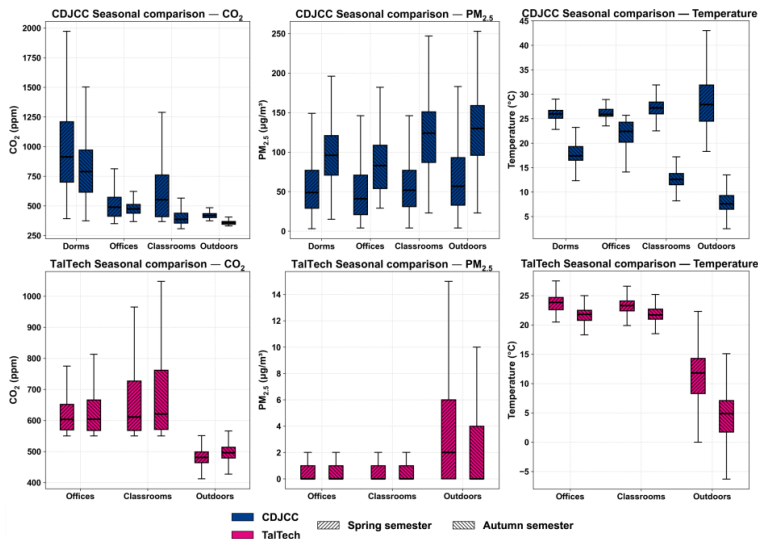 CDJCC Seasonal comparison — CO₂
CO₂ (ppm)
2000
1750
1500
1250
1000
750
500
250
Dorms Offices Classrooms Outdoors
CDJCC Seasonal comparison — PM₂.₅
PM₂.₅ (µg/m³)
250
200
150
100
50
0
Dorms Offices Classrooms Outdoors
CDJCC Seasonal comparison — Temperature
Temperature (°C)
45
40
35
30
25
20
15
10
5
Dorms Offices Classrooms Outdoors
TalTech Seasonal comparison — CO₂
CO₂ (ppm)
1000
900
800
700
600
500
400
Offices Classrooms Outdoors
TalTech Seasonal comparison — PM₂.₅
PM₂.₅ (µg/m³)
14
12
10
8
6
4
2
0
Offices Classrooms Outdoors
TalTech Seasonal comparison — Temperature
Temperature (°C)
25
20
15
10
5
0
−5
Offices Classrooms Outdoors
CDJCC
TalTech
Spring semester
Autumn semester